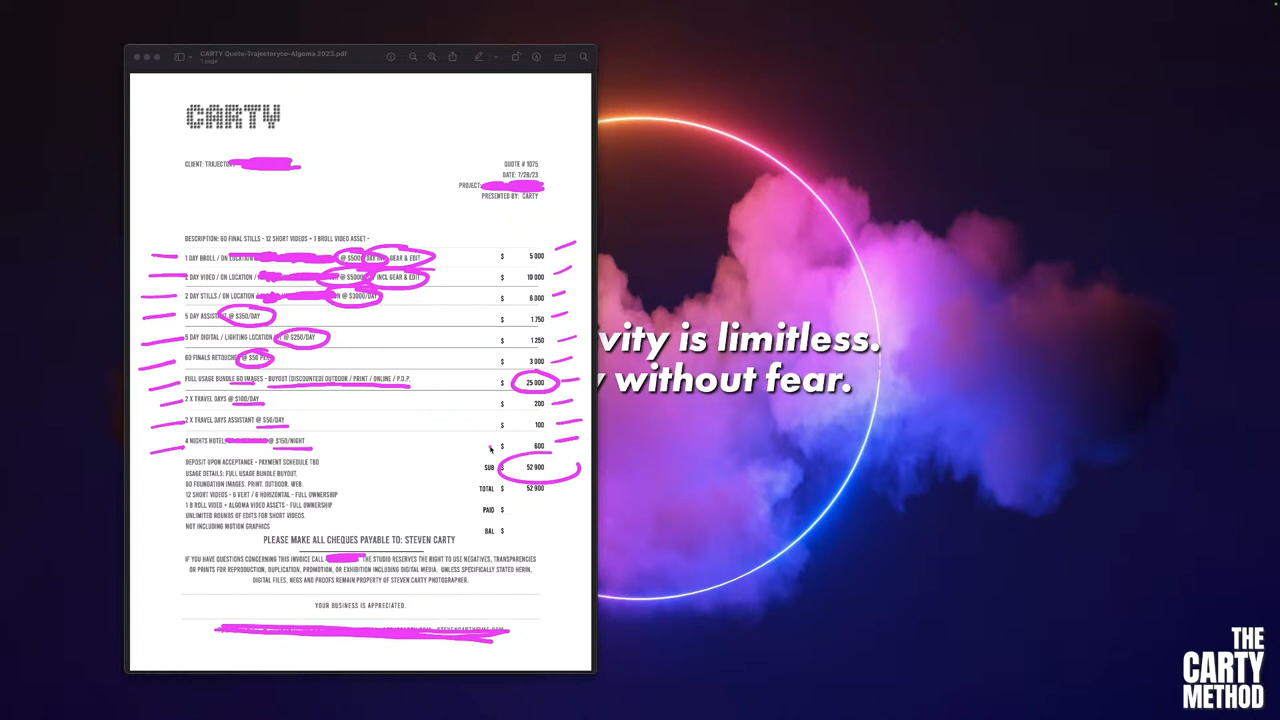 CARTY Quote-Trajectoryco-Algoma 2023.pdf
1 page
CARTY
CLIENT: TRAJECTORY
QUOTE # 1075
DATE: 7/28/23
PROJECT:
PRESENTED BY: CARTY
DESCRIPTION: 60 FINAL STILLS - 12 SHORT VIDEOS + 1 BROLL VIDEO ASSET -
1 DAY BROLL / ON LOCATION @ $5000/DAY INCL GEAR & EDIT $ 5 000
2 DAY VIDEO / ON LOCATION / @ $5000 INCL GEAR & EDIT $ 10 000
2 DAY STILLS / ON LOCATION / @ $3000/DAY $ 6 000
5 DAY ASSISTANT @ $350/DAY $ 1 750
5 DAY DIGITAL / LIGHTING LOCATION @ $250/DAY $ 1 250
60 FINALS RETOUCHED @ $50 PER $ 3 000
FULL USAGE BUNDLE 60 IMAGES - BUYOUT (DISCOUNTED) OUTDOOR / PRINT / ONLINE / P.O.P. $ 25 000
2 X TRAVEL DAYS @ $100/DAY $ 200
2 X TRAVEL DAYS ASSISTANT @ $50/DAY $ 100
4 NIGHTS HOTEL @ $150/NIGHT $ 600
DEPOSIT UPON ACCEPTANCE - PAYMENT SCHEDULE TBD SUB $ 52 900
USAGE DETAILS: FULL USAGE BUNDLE BUYOUT.
60 FOUNDATION IMAGES. PRINT. OUTDOOR. WEB. TOTAL $ 52 900
12 SHORT VIDEOS - 6 VERT / 6 HORIZONTAL - FULL OWNERSHIP
1 B ROLL VIDEO + ALGOMA VIDEO ASSETS - FULL OWNERSHIP PAID $
UNLIMITED ROUNDS OF EDITS FOR SHORT VIDEOS.
NOT INCLUDING MOTION GRAPHICS BAL $
PLEASE MAKE ALL CHEQUES PAYABLE TO: STEVEN CARTY
IF YOU HAVE QUESTIONS CONCERNING THIS INVOICE CALL THE STUDIO RESERVES THE RIGHT TO USE NEGATIVES, TRANSPARENCIES
OR PRINTS FOR REPRODUCTION, DUPLICATION, PROMOTION, OR EXHIBITION INCLUDING DIGITAL MEDIA. UNLESS SPECIFICALLY STATED HERIN,
DIGITAL FILES, NEGS AND PROOFS REMAIN PROPERTY OF STEVEN CARTY PHOTOGRAPHER.
YOUR BUSINESS IS APPRECIATED.
vity is limitless.
y without fear.
THE
CARTY
METHOD